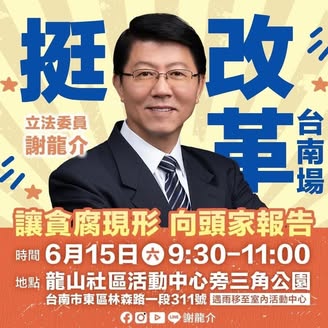 挺改革
台南場
立法委員
謝龍介
讓貪腐現形 向頭家報告
時間 6月15日 六 9:30-11:00
地點 龍山社區活動中心旁三角公園
台南市東區林森路一段311號 遇雨移至室內活動中心
LINE 謝龍介